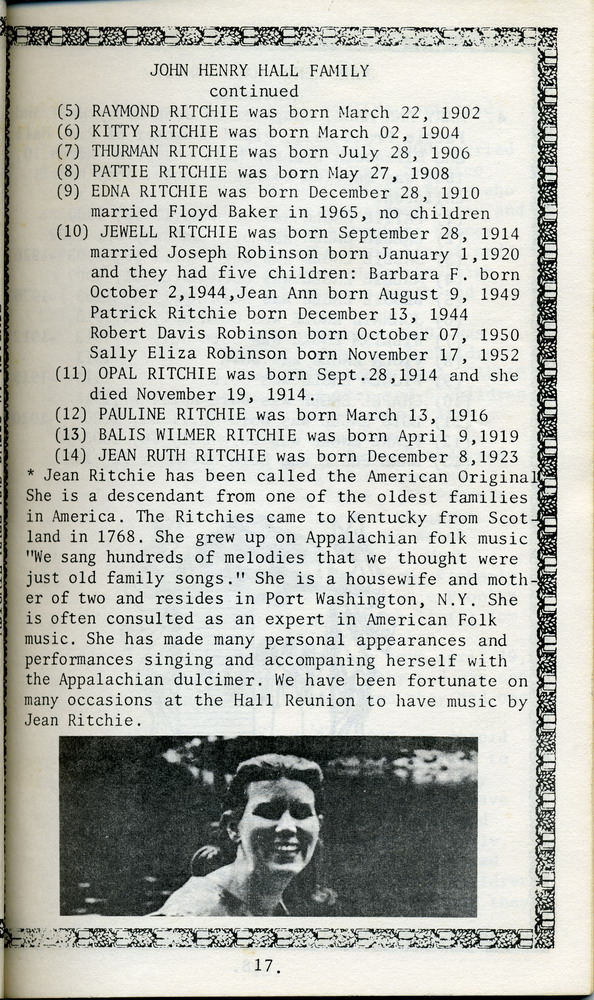 JOHN HENRY HALL FAMILY
continued
(5) RAYMOND RITCHIE was born March 22, 1902
(6) KITTY RITCHIE was born March 02, 1904
(7) THURMAN RITCHIE was born July 28, 1906
(8) PATTIE RITCHIE was born May 27, 1908
(9) EDNA RITCHIE was born December 28, 1910
married Floyd Baker in 1965, no children
(10) JEWELL RITCHIE was born September 28, 1914
married Joseph Robinson born January 1,1920
and they had five children: Barbara F. born
October 2,1944,Jean Ann born August 9, 1949
Patrick Ritchie born December 13, 1944
Robert Davis Robinson born October 07, 1950
Sally Eliza Robinson born November 17, 1952
(11) OPAL RITCHIE was born Sept.28,1914 and she
died November 19, 1914.
(12) PAULINE RITCHIE was born March 13, 1916
(13) BALIS WILMER RITCHIE was born April 9,1919
(14) JEAN RUTH RITCHIE was born December 8,1923
* Jean Ritchie has been called the American Original
She is a descendant from one of the oldest families
in America. The Ritchies came to Kentucky from Scot-
land in 1768. She grew up on Appalachian folk music
"We sang hundreds of melodies that we thought were
just old family songs." She is a housewife and moth-
er of two and resides in Port Washington, N.Y. She
is often consulted as an expert in American Folk
music. She has made many personal appearances and
performances singing and accompaning herself with
the Appalachian dulcimer. We have been fortunate on
many occasions at the Hall Reunion to have music by
Jean Ritchie.
17.